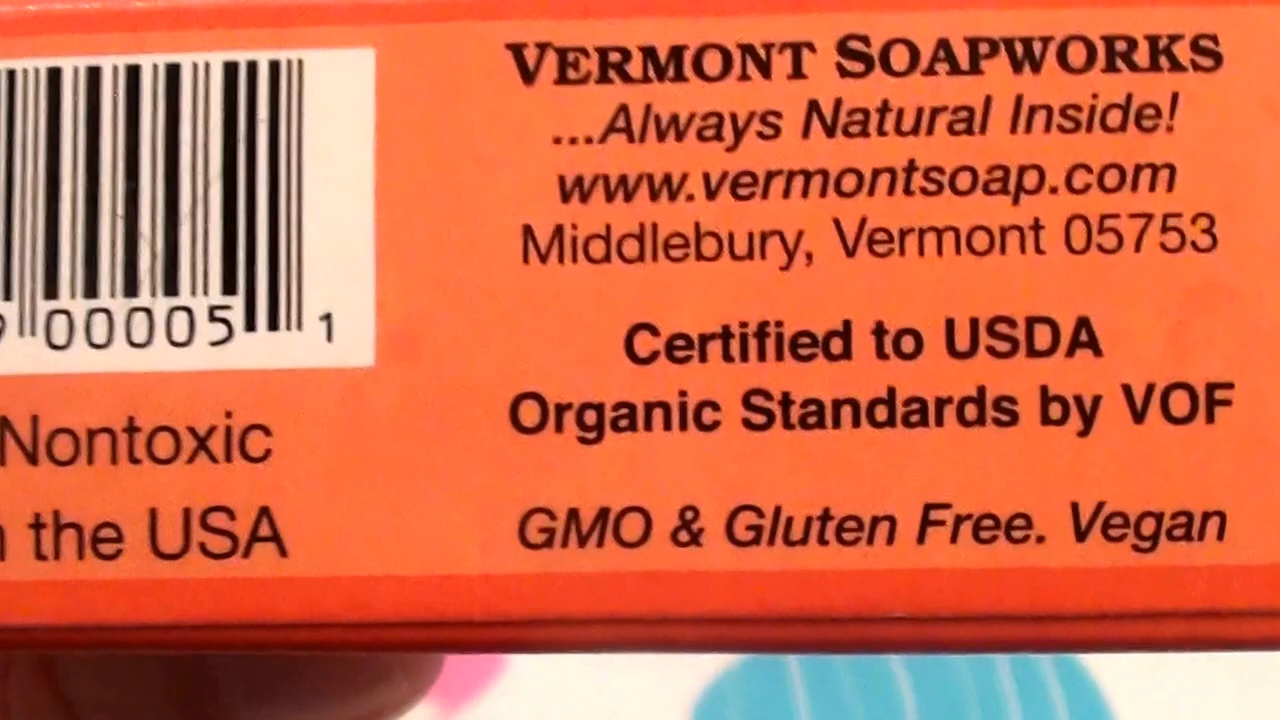 VERMONT SOAPWORKS
...Always Natural Inside!
www.vermontsoap.com
Middlebury, Vermont 05753
Certified to USDA
Organic Standards by VOF
GMO & Gluten Free. Vegan
00005 1
Nontoxic
the USA